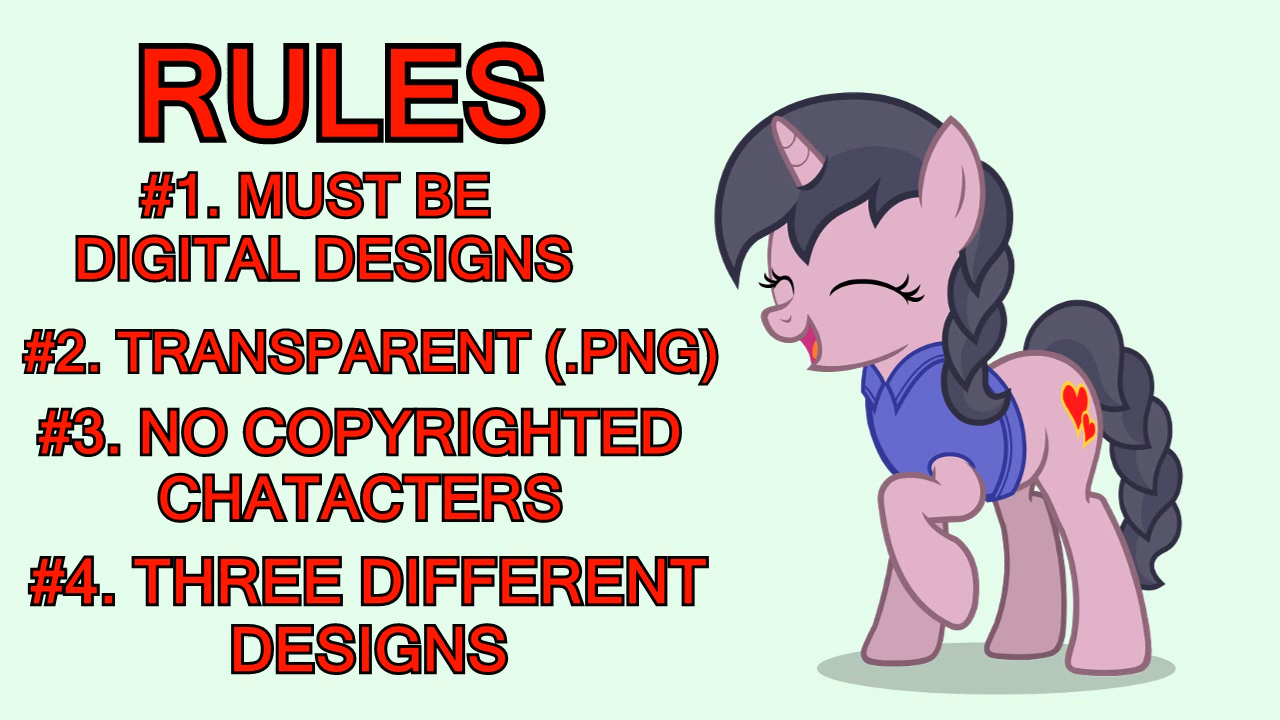 RULES
#1. MUST BE
DIGITAL DESIGNS
#2. TRANSPARENT (.PNG)
#3. NO COPYRIGHTED
CHATACTERS
#4. THREE DIFFERENT
DESIGNS